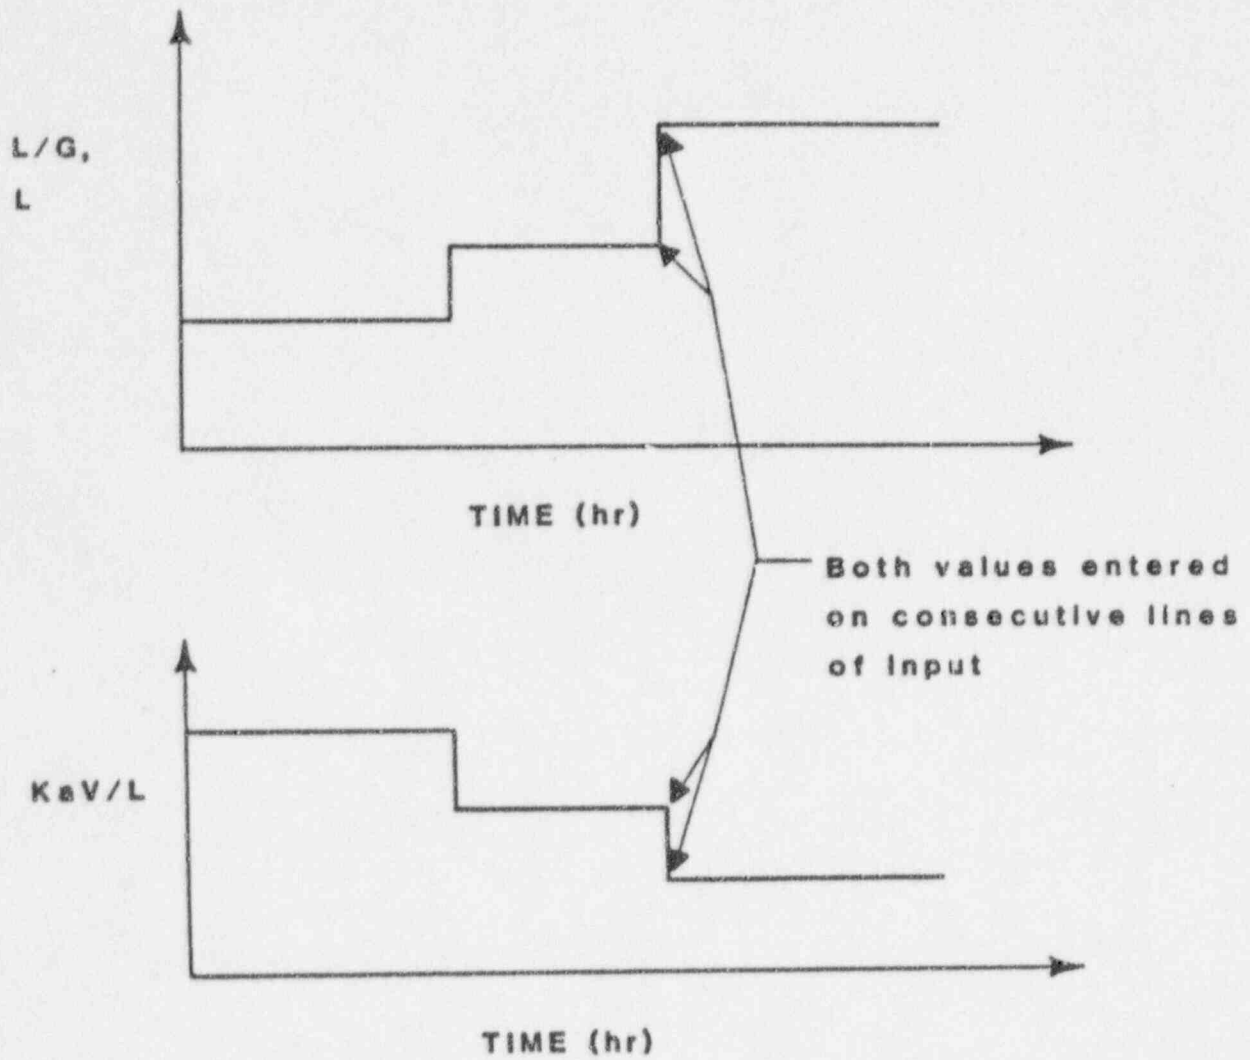 L/G,
L
TIME (hr)
Both values entered
on consecutive lines
of input
KaV/L
TIME (hr)